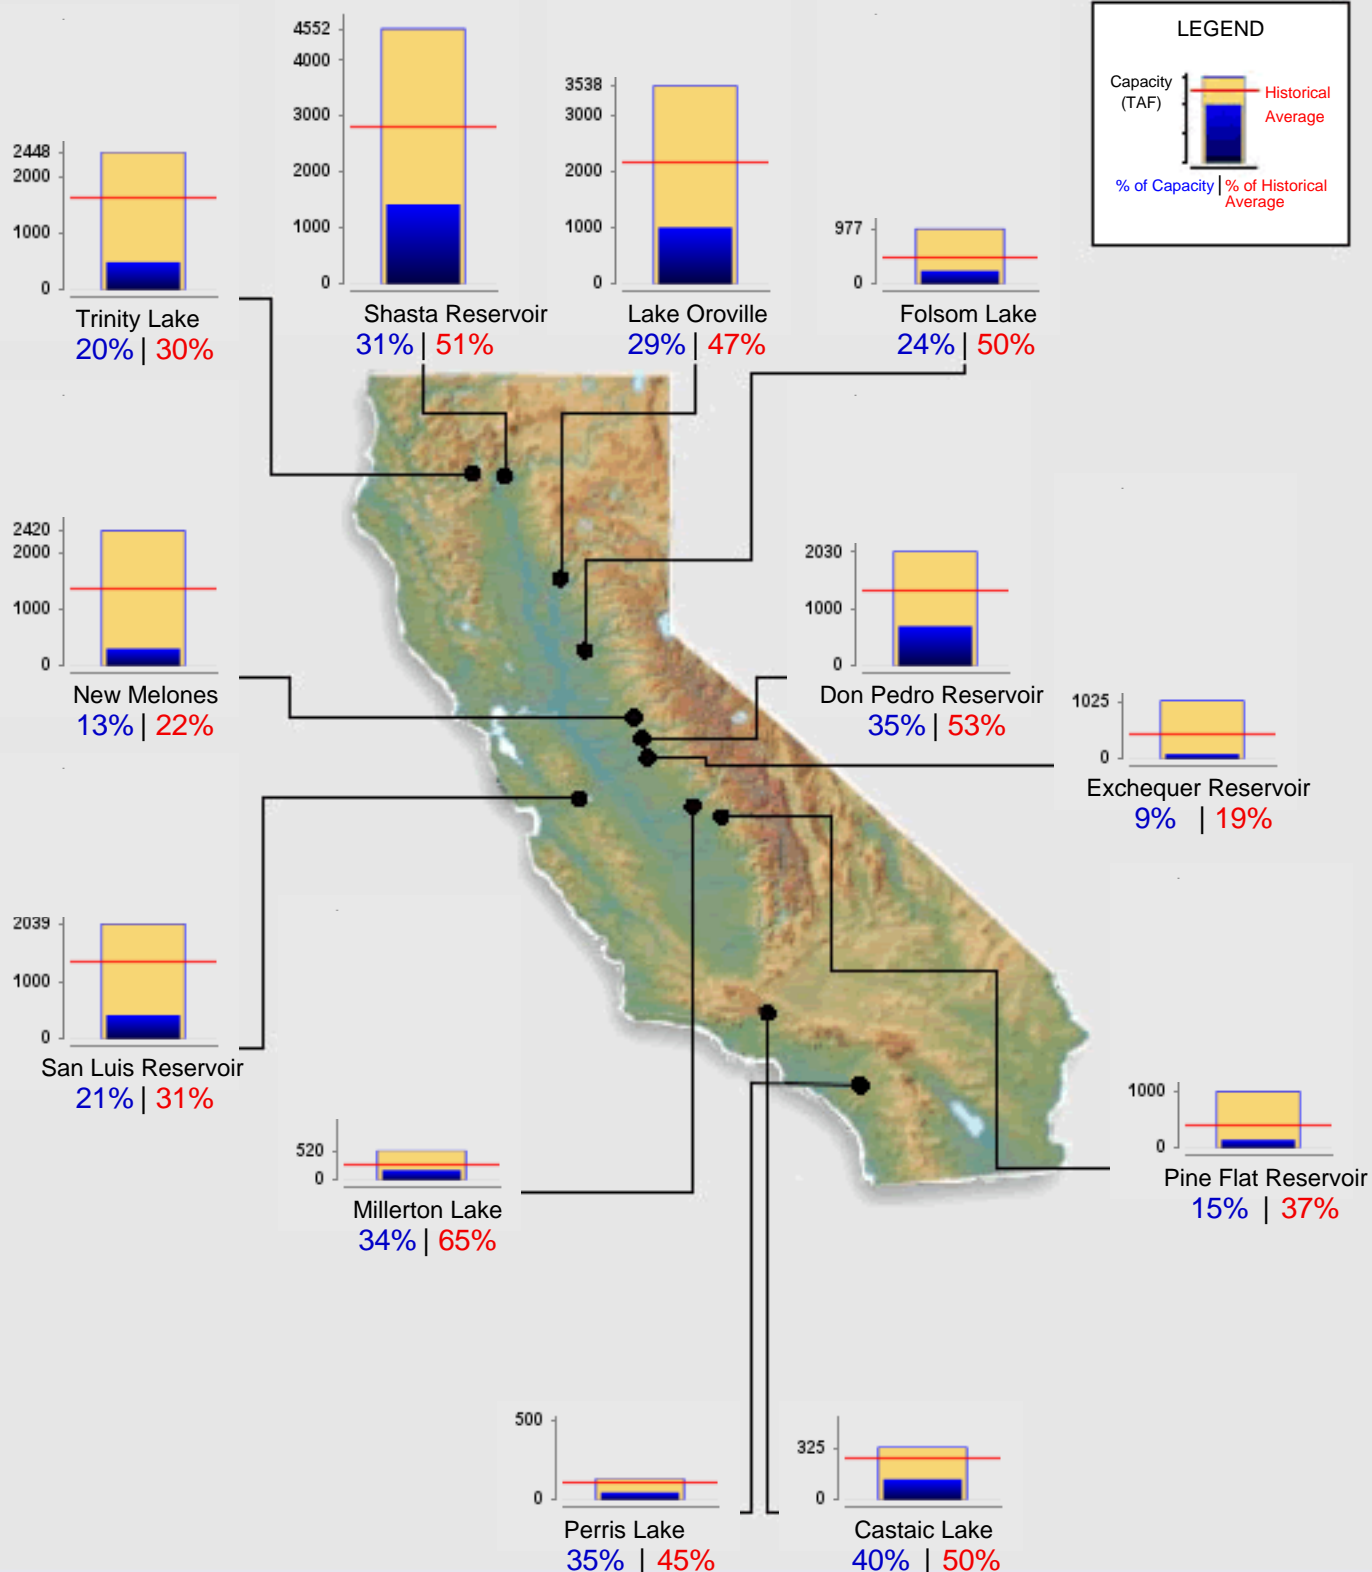 LEGEND
Capacity
(TAF)
Historical
Average
% of Capacity | % of Historical
Average
2448
2000
1000
0
Trinity Lake
20% | 30%
4552
4000
3000
2000
1000
0
Shasta Reservoir
31% | 51%
3538
3000
2000
1000
0
Lake Oroville
29% | 47%
977
0
Folsom Lake
24% | 50%
2420
2000
1000
0
New Melones
13% | 22%
2030
1000
0
Don Pedro Reservoir
35% | 53%
1025
0
Exchequer Reservoir
9% | 19%
2039
1000
0
San Luis Reservoir
21% | 31%
520
0
Millerton Lake
34% | 65%
1000
0
Pine Flat Reservoir
15% | 37%
500
0
Perris Lake
35% | 45%
325
0
Castaic Lake
40% | 50%